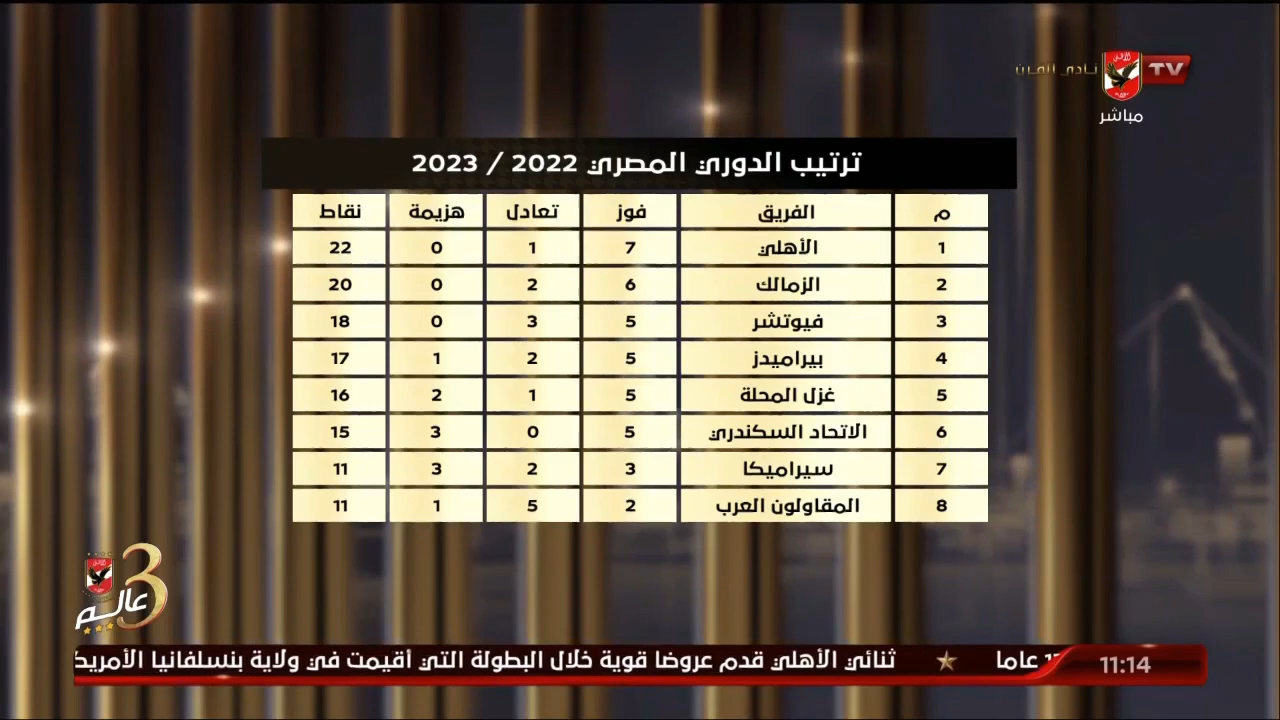 نادي القرن TV
مباشر
ترتيب الدوري المصري 2022 / 2023
م الفريق فوز تعادل هزيمة نقاط
1 الأهلي 7 1 0 22
2 الزمالك 6 2 0 20
3 فيوتشر 5 3 0 18
4 بيراميدز 5 2 1 17
5 غزل المحلة 5 1 2 16
6 الاتحاد السكندري 5 0 3 15
7 سيراميكا 3 2 3 11
8 المقاولون العرب 2 5 1 11
3 عالم
11:14
عاما ★ ثنائي الأهلي قدم عروضا قوية خلال البطولة التي أقيمت في ولاية بنسلفانيا الأمريك